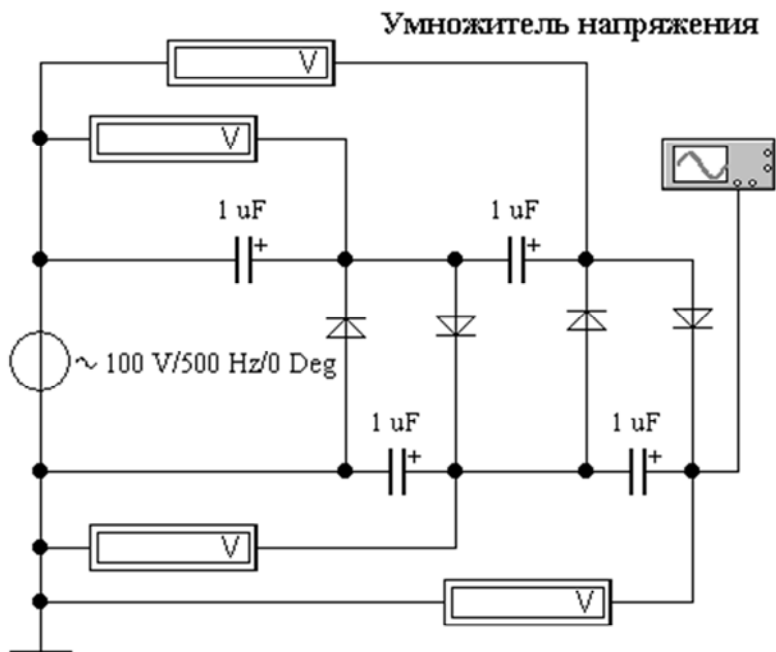 Умножитель напряжения
V
V
1 uF
1 uF
+
+
~ 100 V/500 Hz/0 Deg
1 uF
1 uF
+
+
V
V